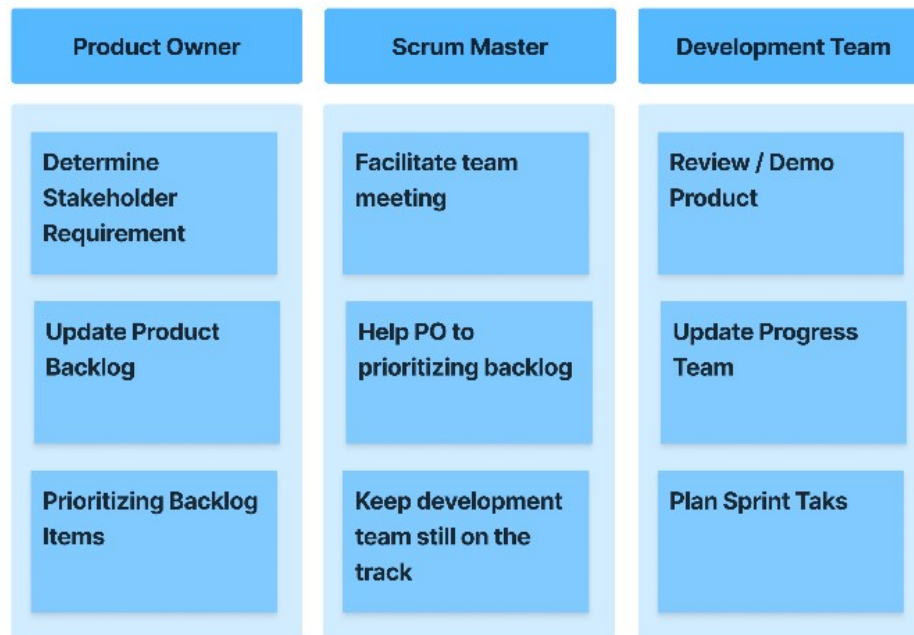 Product Owner
Scrum Master
Development Team
Determine
Stakeholder
Requirement
Update Product
Backlog
Prioritizing Backlog
Items
Facilitate team
meeting
Help PO to
prioritizing backlog
Keep development
team still on the
track
Review / Demo
Product
Update Progress
Team
Plan Sprint Taks